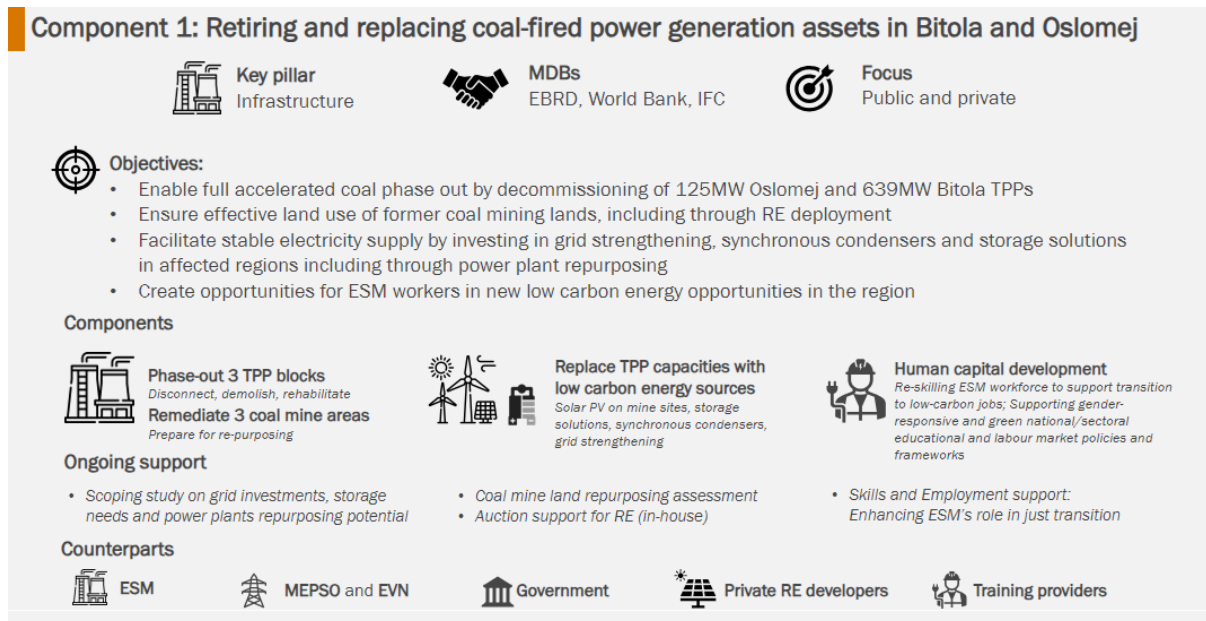 Component 1: Retiring and replacing coal-fired power generation assets in Bitola and Oslomej
Key pillar
Infrastructure
MDBs
EBRD, World Bank, IFC
Focus
Public and private
Objectives:
• Enable full accelerated coal phase out by decommissioning of 125MW Oslomej and 639MW Bitola TPPs
• Ensure effective land use of former coal mining lands, including through RE deployment
• Facilitate stable electricity supply by investing in grid strengthening, synchronous condensers and storage solutions
in affected regions including through power plant repurposing
• Create opportunities for ESM workers in new low carbon energy opportunities in the region
Components
Phase-out 3 TPP blocks
Disconnect, demolish, rehabilitate
Remediate 3 coal mine areas
Prepare for re-purposing
Replace TPP capacities with
low carbon energy sources
Solar PV on mine sites, storage
solutions, synchronous condensers,
grid strengthening
Human capital development
Re-skilling ESM workforce to support transition
to low-carbon jobs; Supporting gender-
responsive and green national/sectoral
educational and labour market policies and
frameworks
Ongoing support
• Scoping study on grid investments, storage
needs and power plants repurposing potential
• Coal mine land repurposing assessment
• Auction support for RE (in-house)
• Skills and Employment support:
Enhancing ESM's role in just transition
Counterparts
ESM
MEPSO and EVN
Government
Private RE developers
Training providers